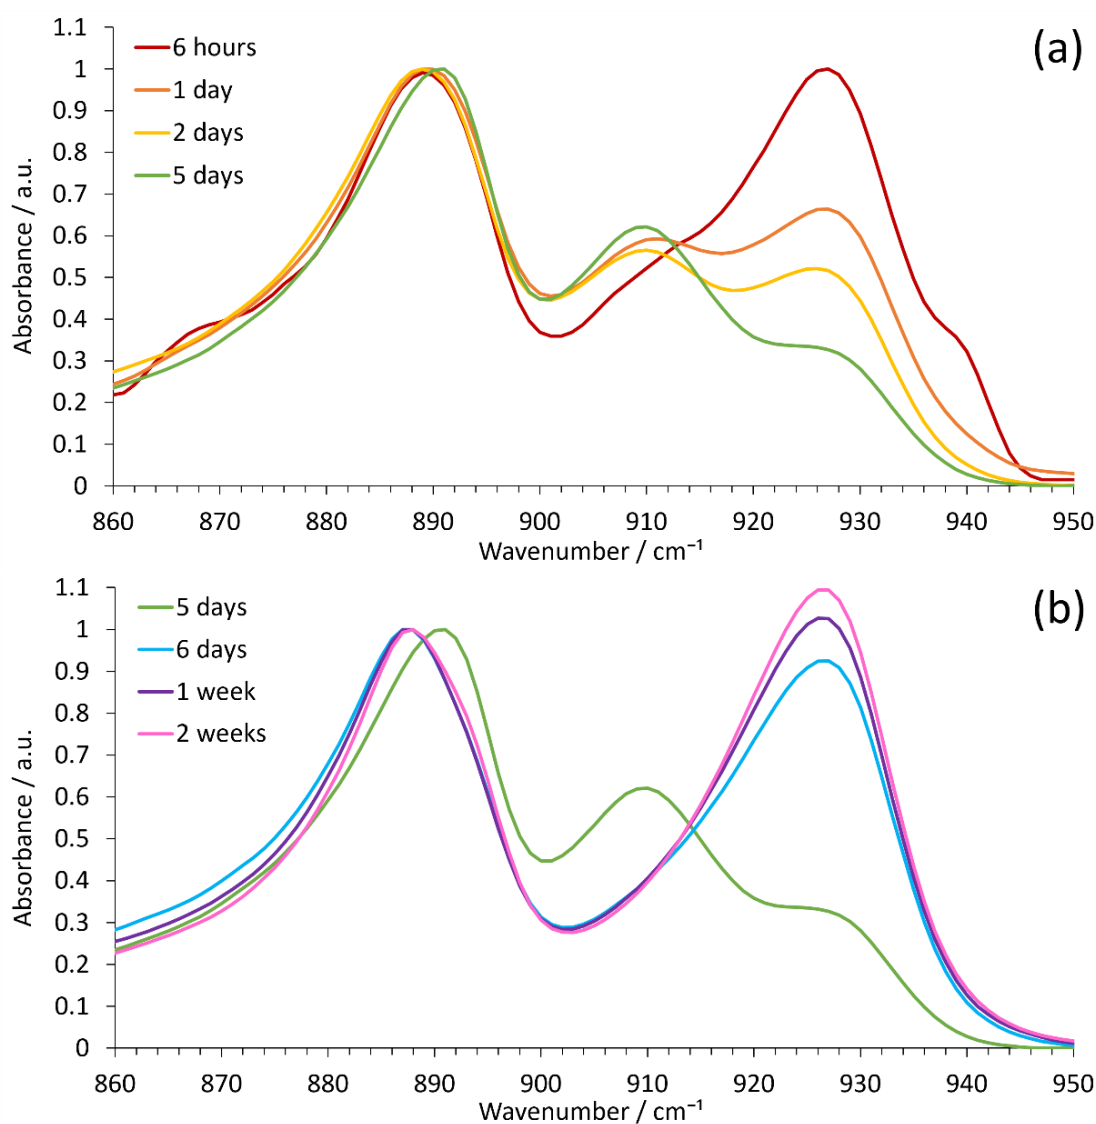 (a)
6 hours
1 day
2 days
5 days
1.1
1
0.9
0.8
0.7
0.6
0.5
0.4
0.3
0.2
0.1
0
Absorbance / a.u.
860 870 880 890 900 910 920 930 940 950
Wavenumber / cm⁻¹
(b)
5 days
6 days
1 week
2 weeks
1.1
1
0.9
0.8
0.7
0.6
0.5
0.4
0.3
0.2
0.1
0
Absorbance / a.u.
860 870 880 890 900 910 920 930 940 950
Wavenumber / cm⁻¹